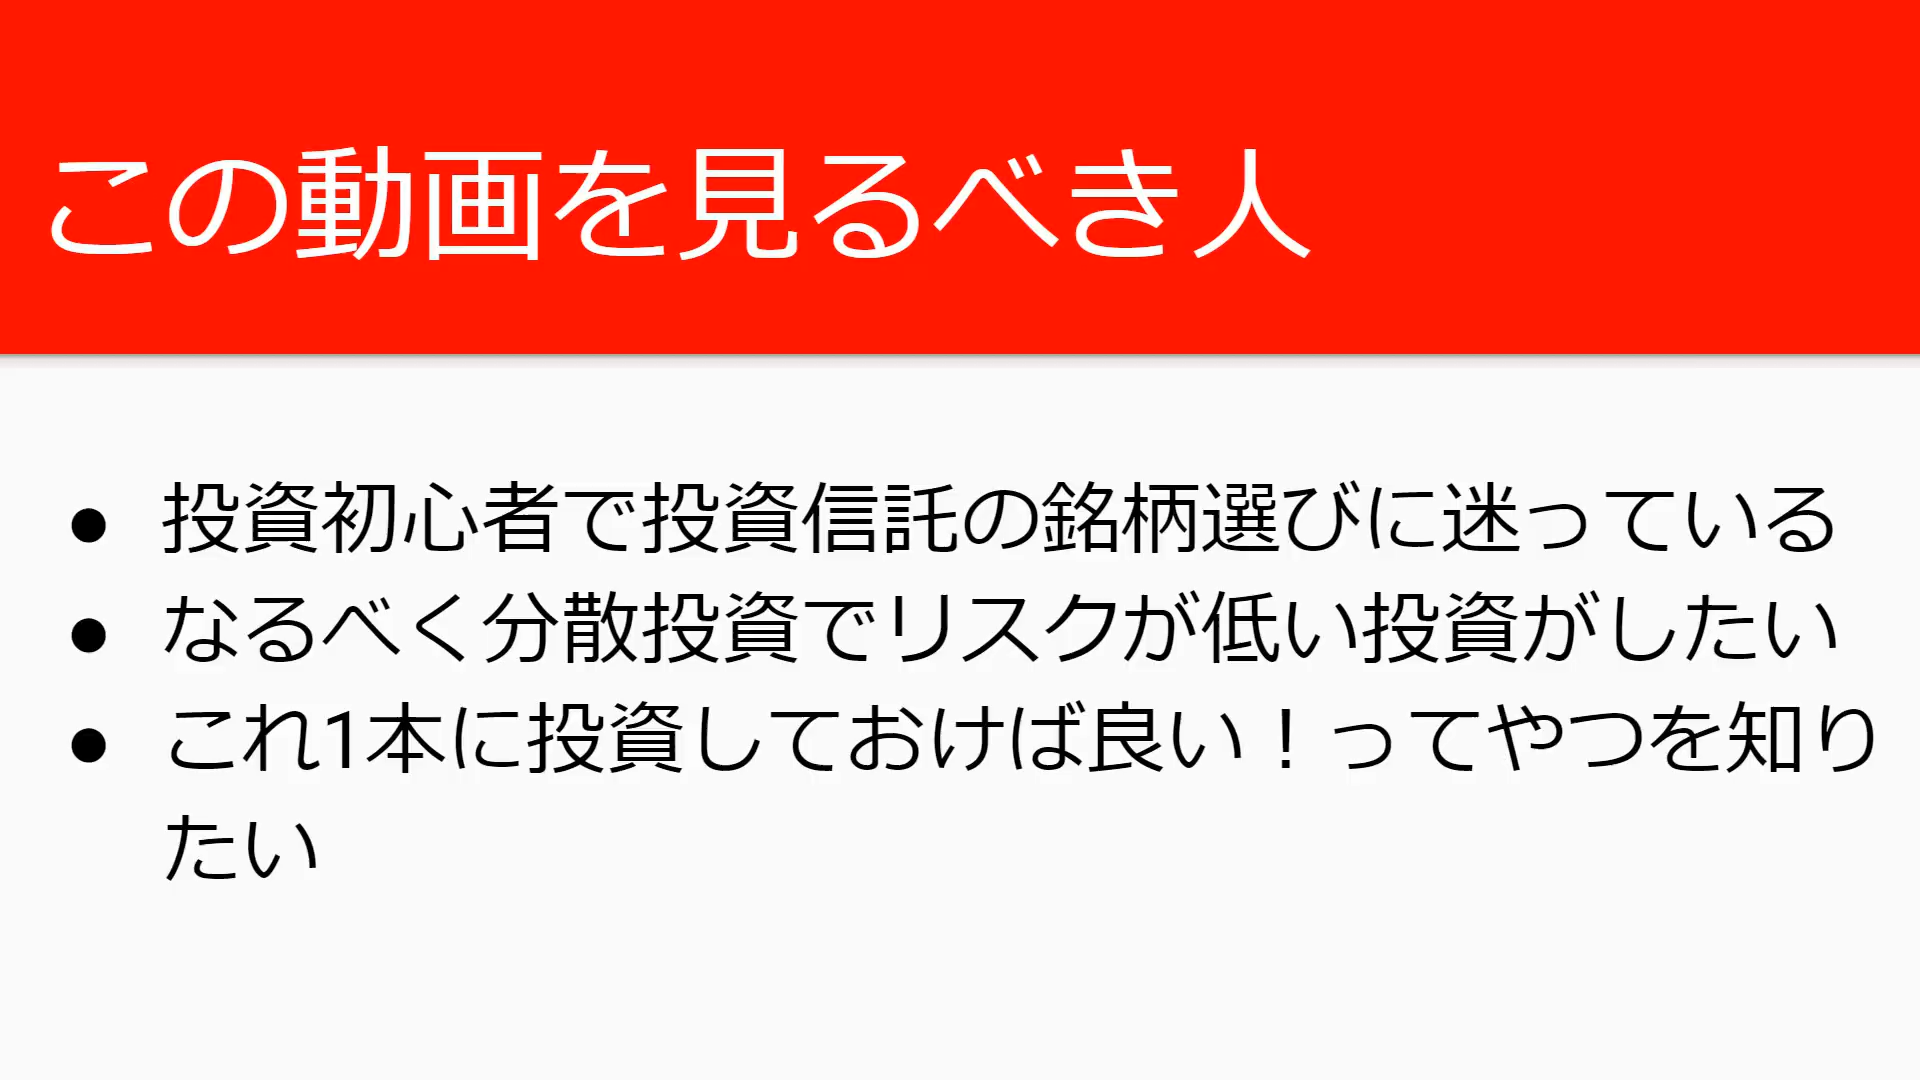 この動画を見るべき人
● 投資初心者で投資信託の銘柄選びに迷っている
● なるべく分散投資でリスクが低い投資がしたい
● これ1本に投資しておけば良い！ってやつを知り
たい